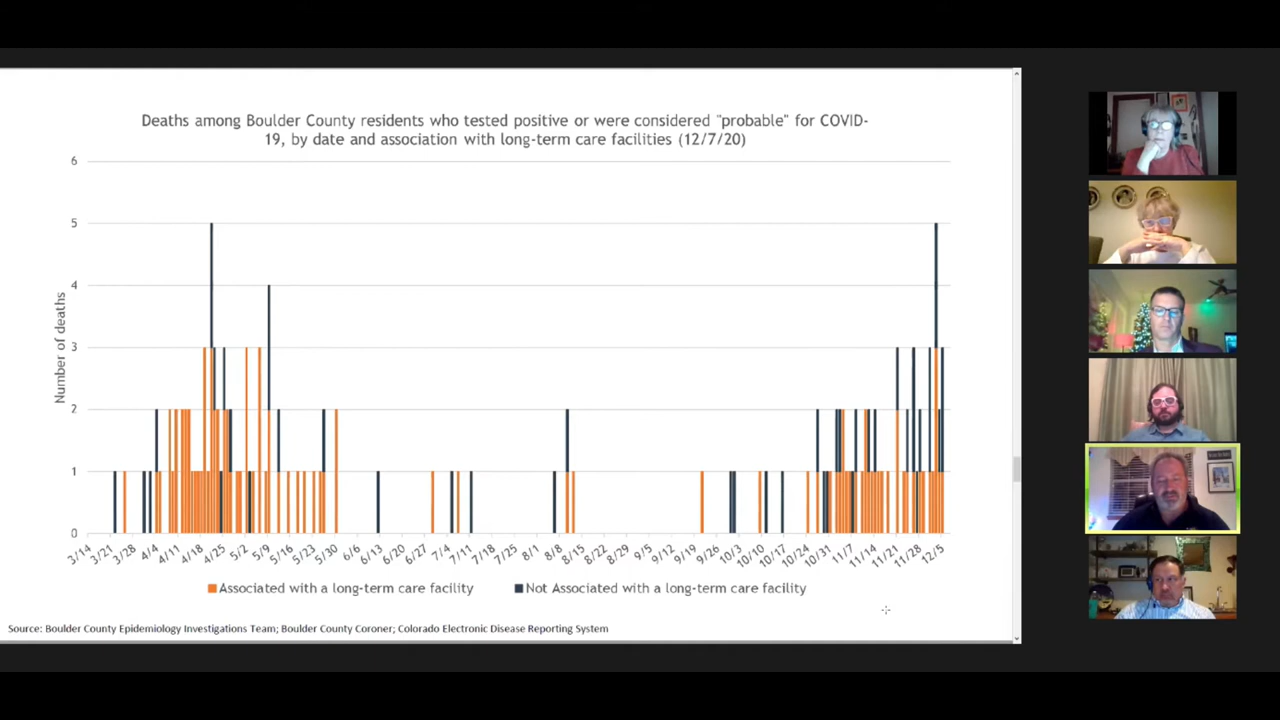 Deaths among Boulder County residents who tested positive or were considered "probable" for COVID-
19, by date and association with long-term care facilities (12/7/20)
6
5
4
3
2
1
0
Number of deaths
3/14 3/21 3/28 4/4 4/11 4/18 4/25 5/2 5/9 5/16 5/23 5/30 6/6 6/13 6/20 6/27 7/4 7/11 7/18 7/25 8/1 8/8 8/15 8/22 8/29 9/5 9/12 9/19 9/26 10/3 10/10 10/17 10/24 10/31 11/7 11/14 11/21 11/28 12/5
Associated with a long-term care facility Not Associated with a long-term care facility
Source: Boulder County Epidemiology Investigations Team; Boulder County Coroner; Colorado Electronic Disease Reporting System